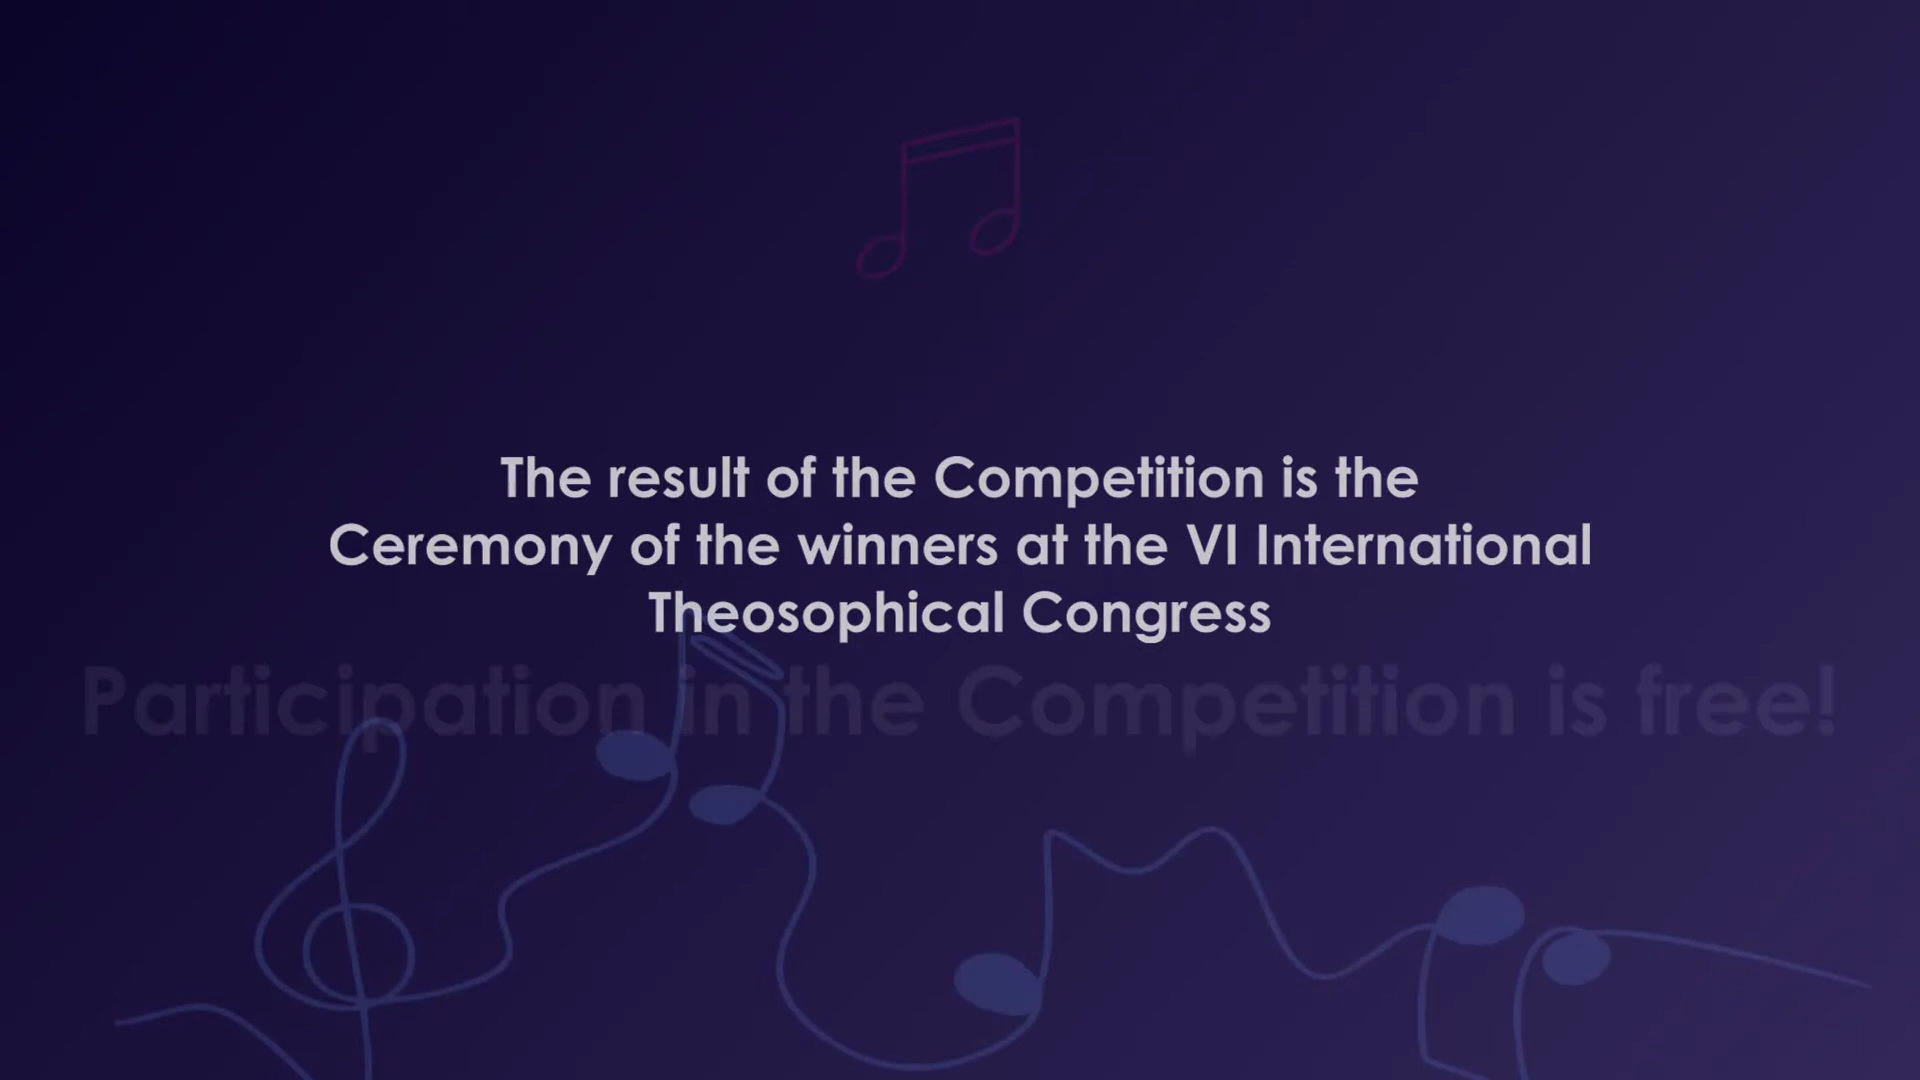 The result of the Competition is the
Ceremony of the winners at the VI International
Theosophical Congress
Participation in the Competition is free!